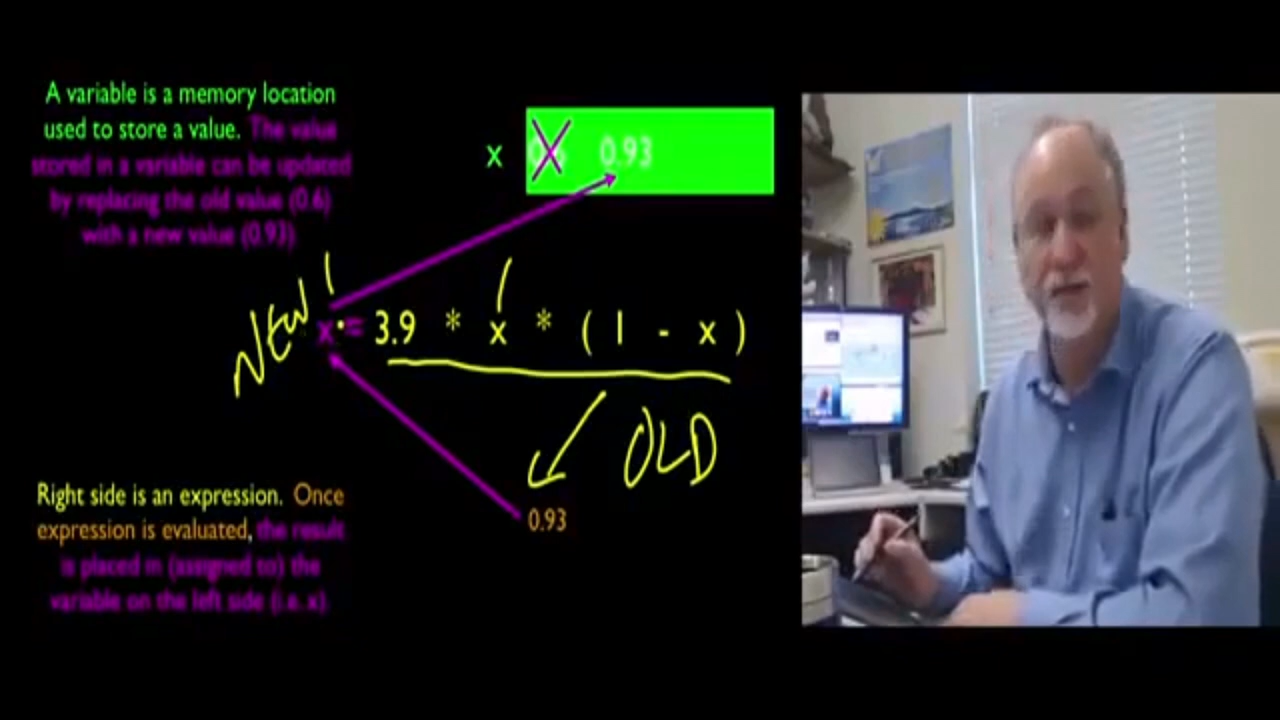 A variable is a memory location
used to store a value. The value
stored in a variable can be updated
by replacing the old value (0.6)
with a new value (0.93).
x 0.93
NEW
x = 3.9 * x * ( 1 - x )
OLD
0.93
Right side is an expression. Once
expression is evaluated, the result
is placed in (assigned to) the
variable on the left side (i.e. x).